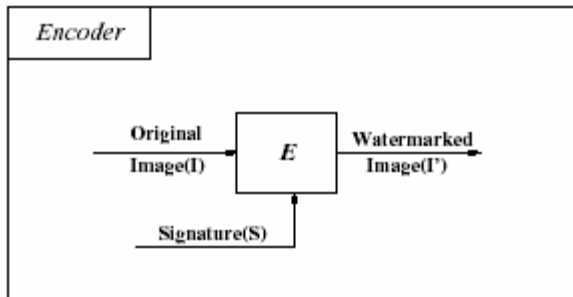 Encoder
Original
Image(I)
E
Watermarked
Image(I')
Signature(S)